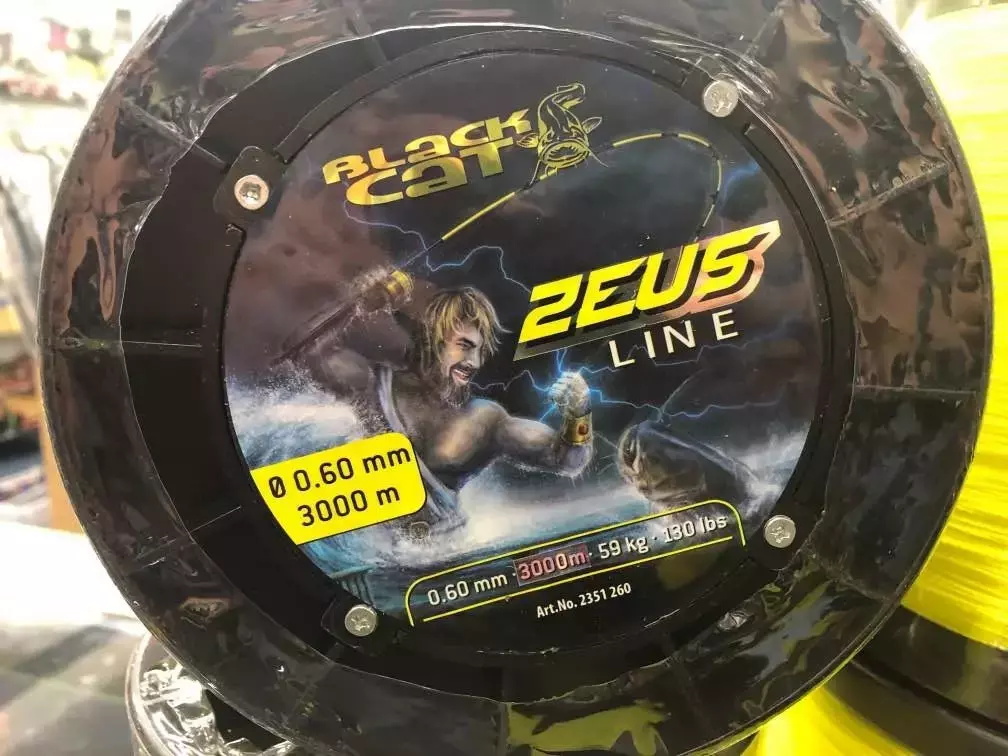 BLACK
CAT
ZEUS
LINE
Ø 0.60 mm
3000 m
0.60 mm · 3000m · 59 kg · 130 lbs
Art.No. 2351 260